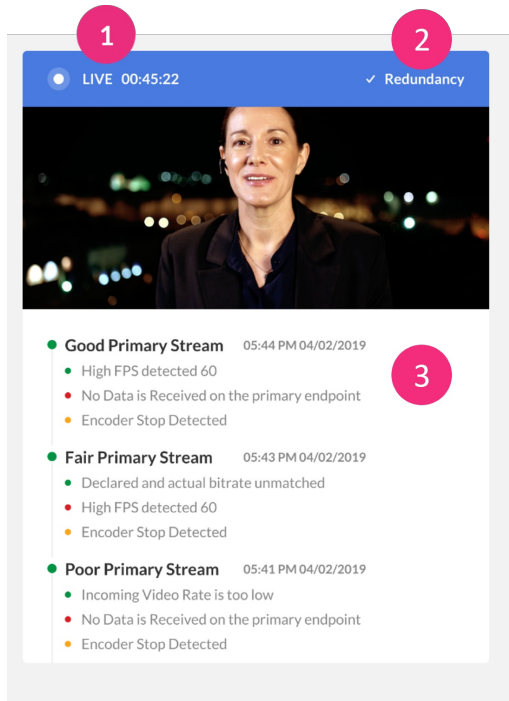 1
2
LIVE 00:45:22
✓ Redundancy
Good Primary Stream 05:44 PM 04/02/2019
High FPS detected 60
3
No Data is Received on the primary endpoint
Encoder Stop Detected
Fair Primary Stream 05:43 PM 04/02/2019
Declared and actual bitrate unmatched
High FPS detected 60
Encoder Stop Detected
Poor Primary Stream 05:41 PM 04/02/2019
Incoming Video Rate is too low
No Data is Received on the primary endpoint
Encoder Stop Detected